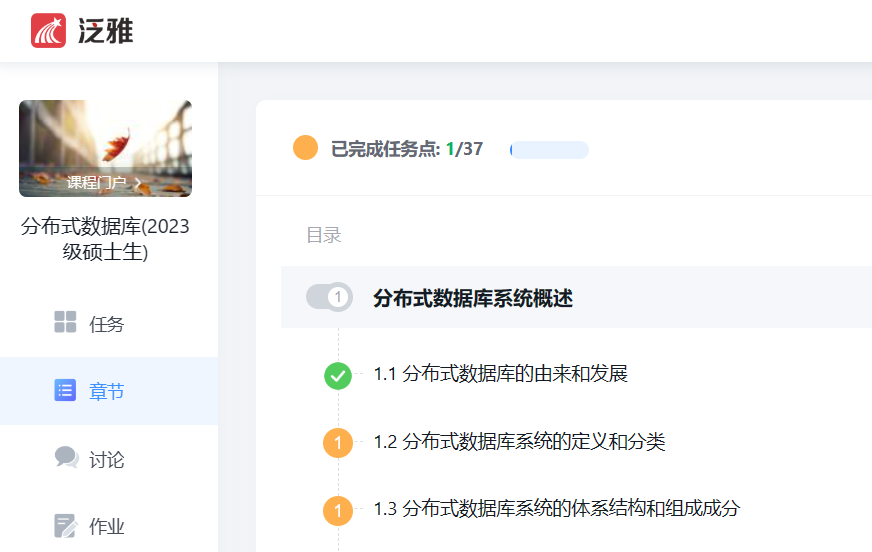 泛雅
课程门户 >
分布式数据库(2023
级硕士生)
任务
章节
讨论
作业
已完成任务点: 1/37
目录
1 分布式数据库系统概述
1.1 分布式数据库的由来和发展
1 1.2 分布式数据库系统的定义和分类
1 1.3 分布式数据库系统的体系结构和组成成分